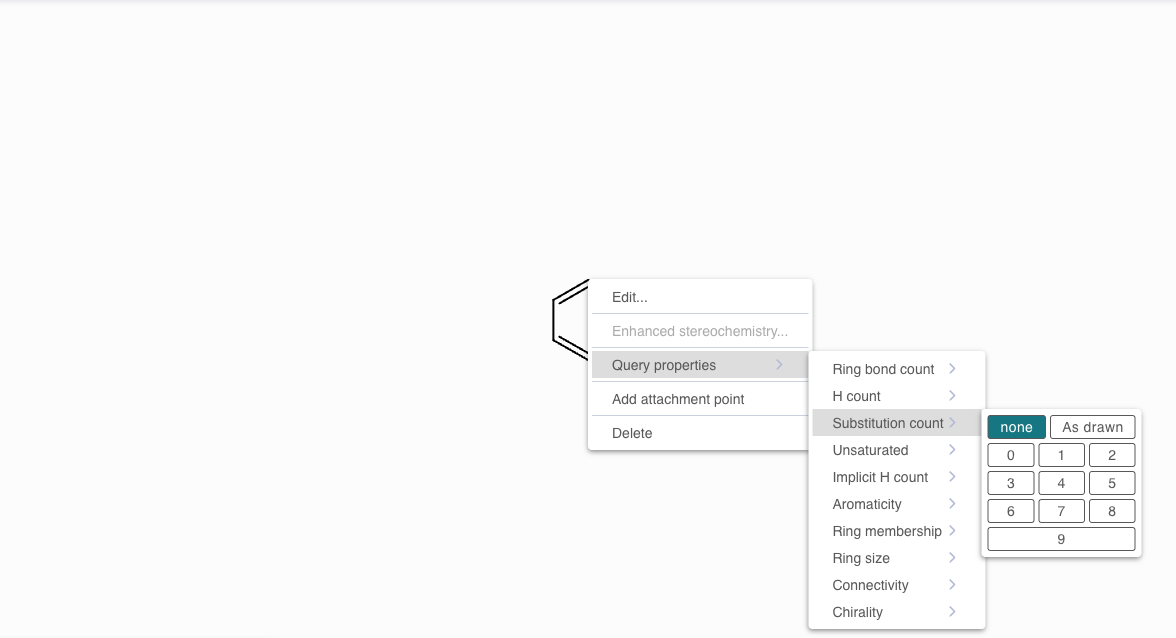 Edit...
Enhanced stereochemistry...
Query properties
Add attachment point
Delete
Ring bond count
H count
Substitution count
Unsaturated
Implicit H count
Aromaticity
Ring membership
Ring size
Connectivity
Chirality
none As drawn
0 1 2
3 4 5
6 7 8
9